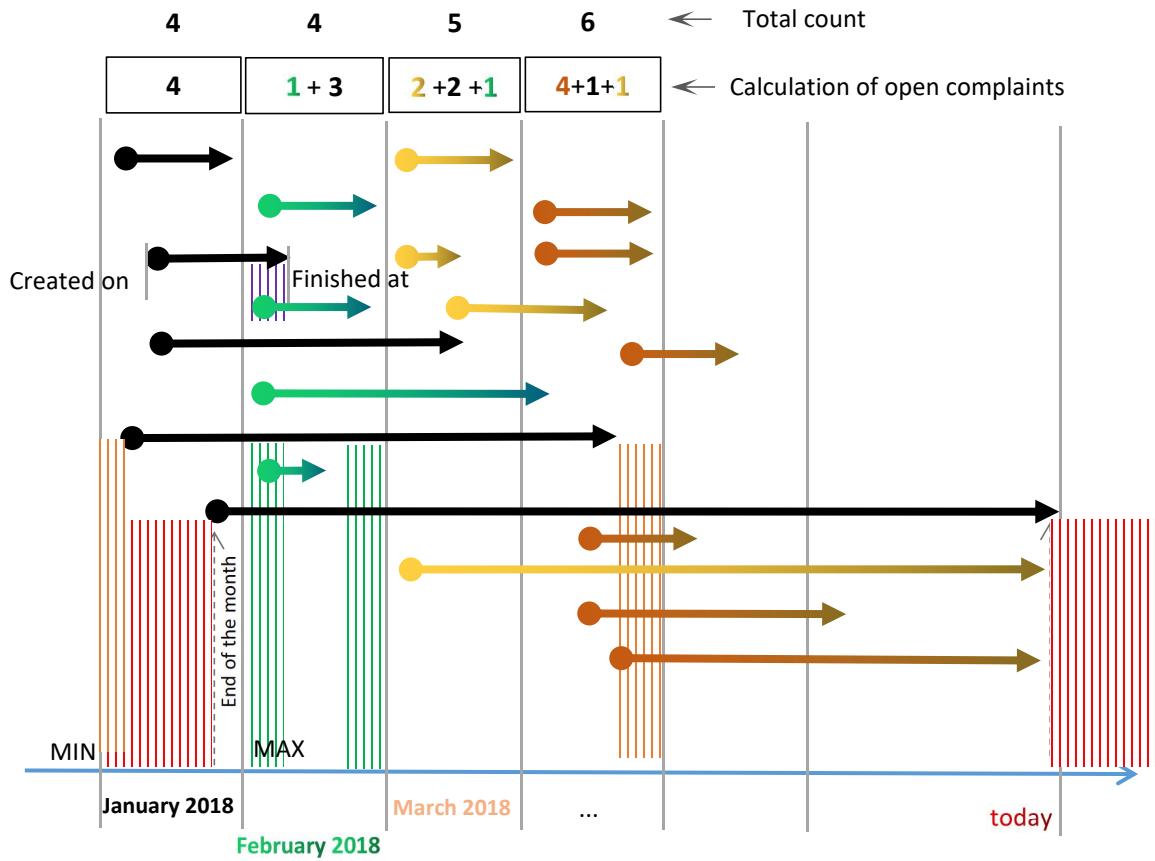 4 4 5 6 Total count
4 1 + 3 2 +2 +1 4+1+1 Calculation of open complaints
Created on
Finished at
End of the month
MIN
MAX
January 2018
March 2018
...
today
February 2018